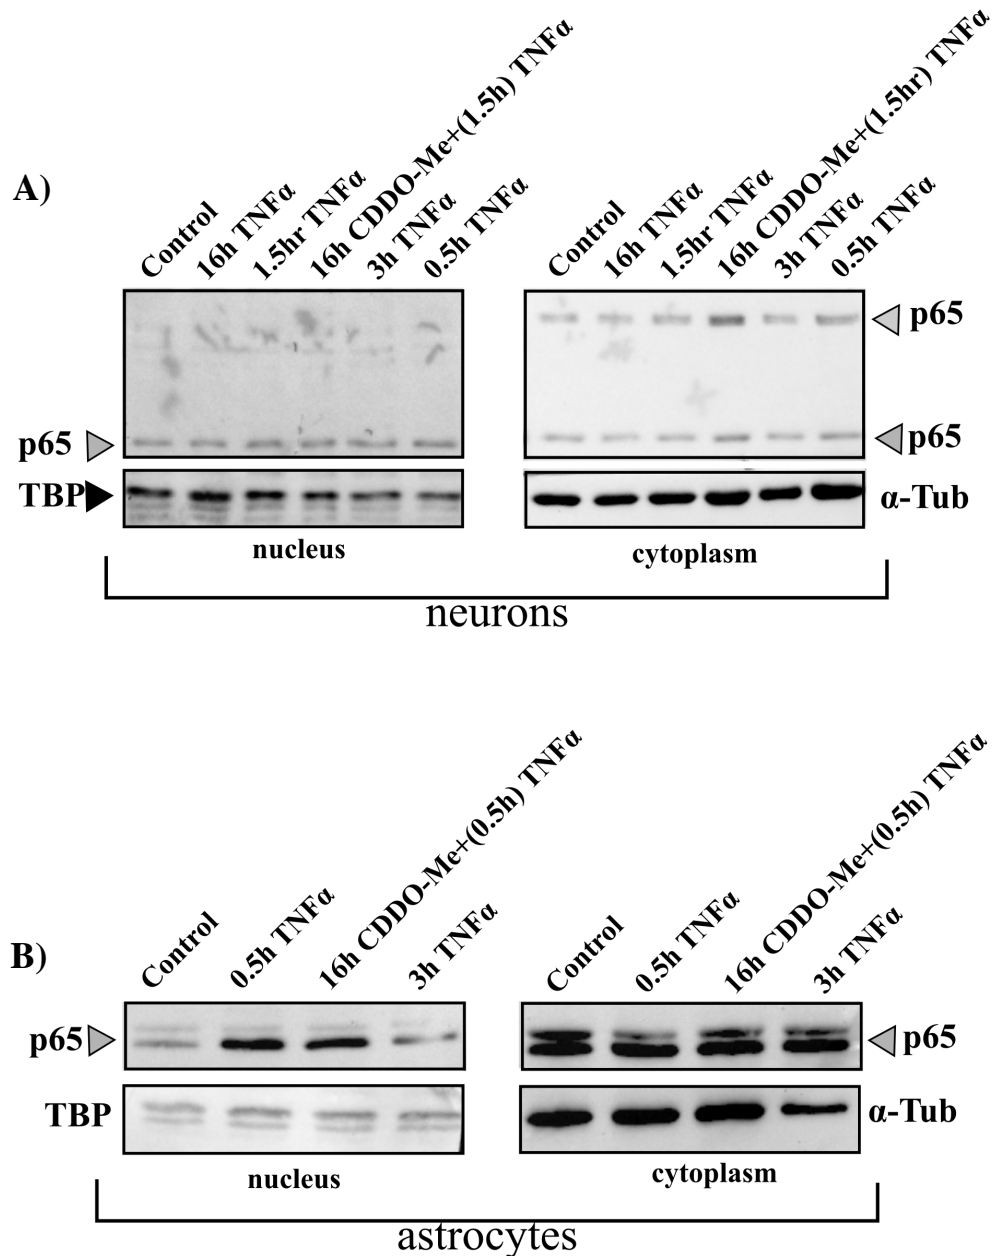 A)
Control
16h TNFα
1.5hr TNFα
16h CDDO-Me+(1.5h) TNFα
3h TNFα
0.5h TNFα
Control
16h TNFα
1.5hr TNFα
16h CDDO-Me+(1.5hr) TNFα
3h TNFα
0.5h TNFα
p65
p65
p65
TBP
α-Tub
nucleus
cytoplasm
neurons
B)
Control
0.5h TNFα
16h CDDO-Me+(0.5h) TNFα
3h TNFα
Control
0.5h TNFα
16h CDDO-Me+(0.5h) TNFα
3h TNFα
p65
p65
TBP
α-Tub
nucleus
cytoplasm
astrocytes